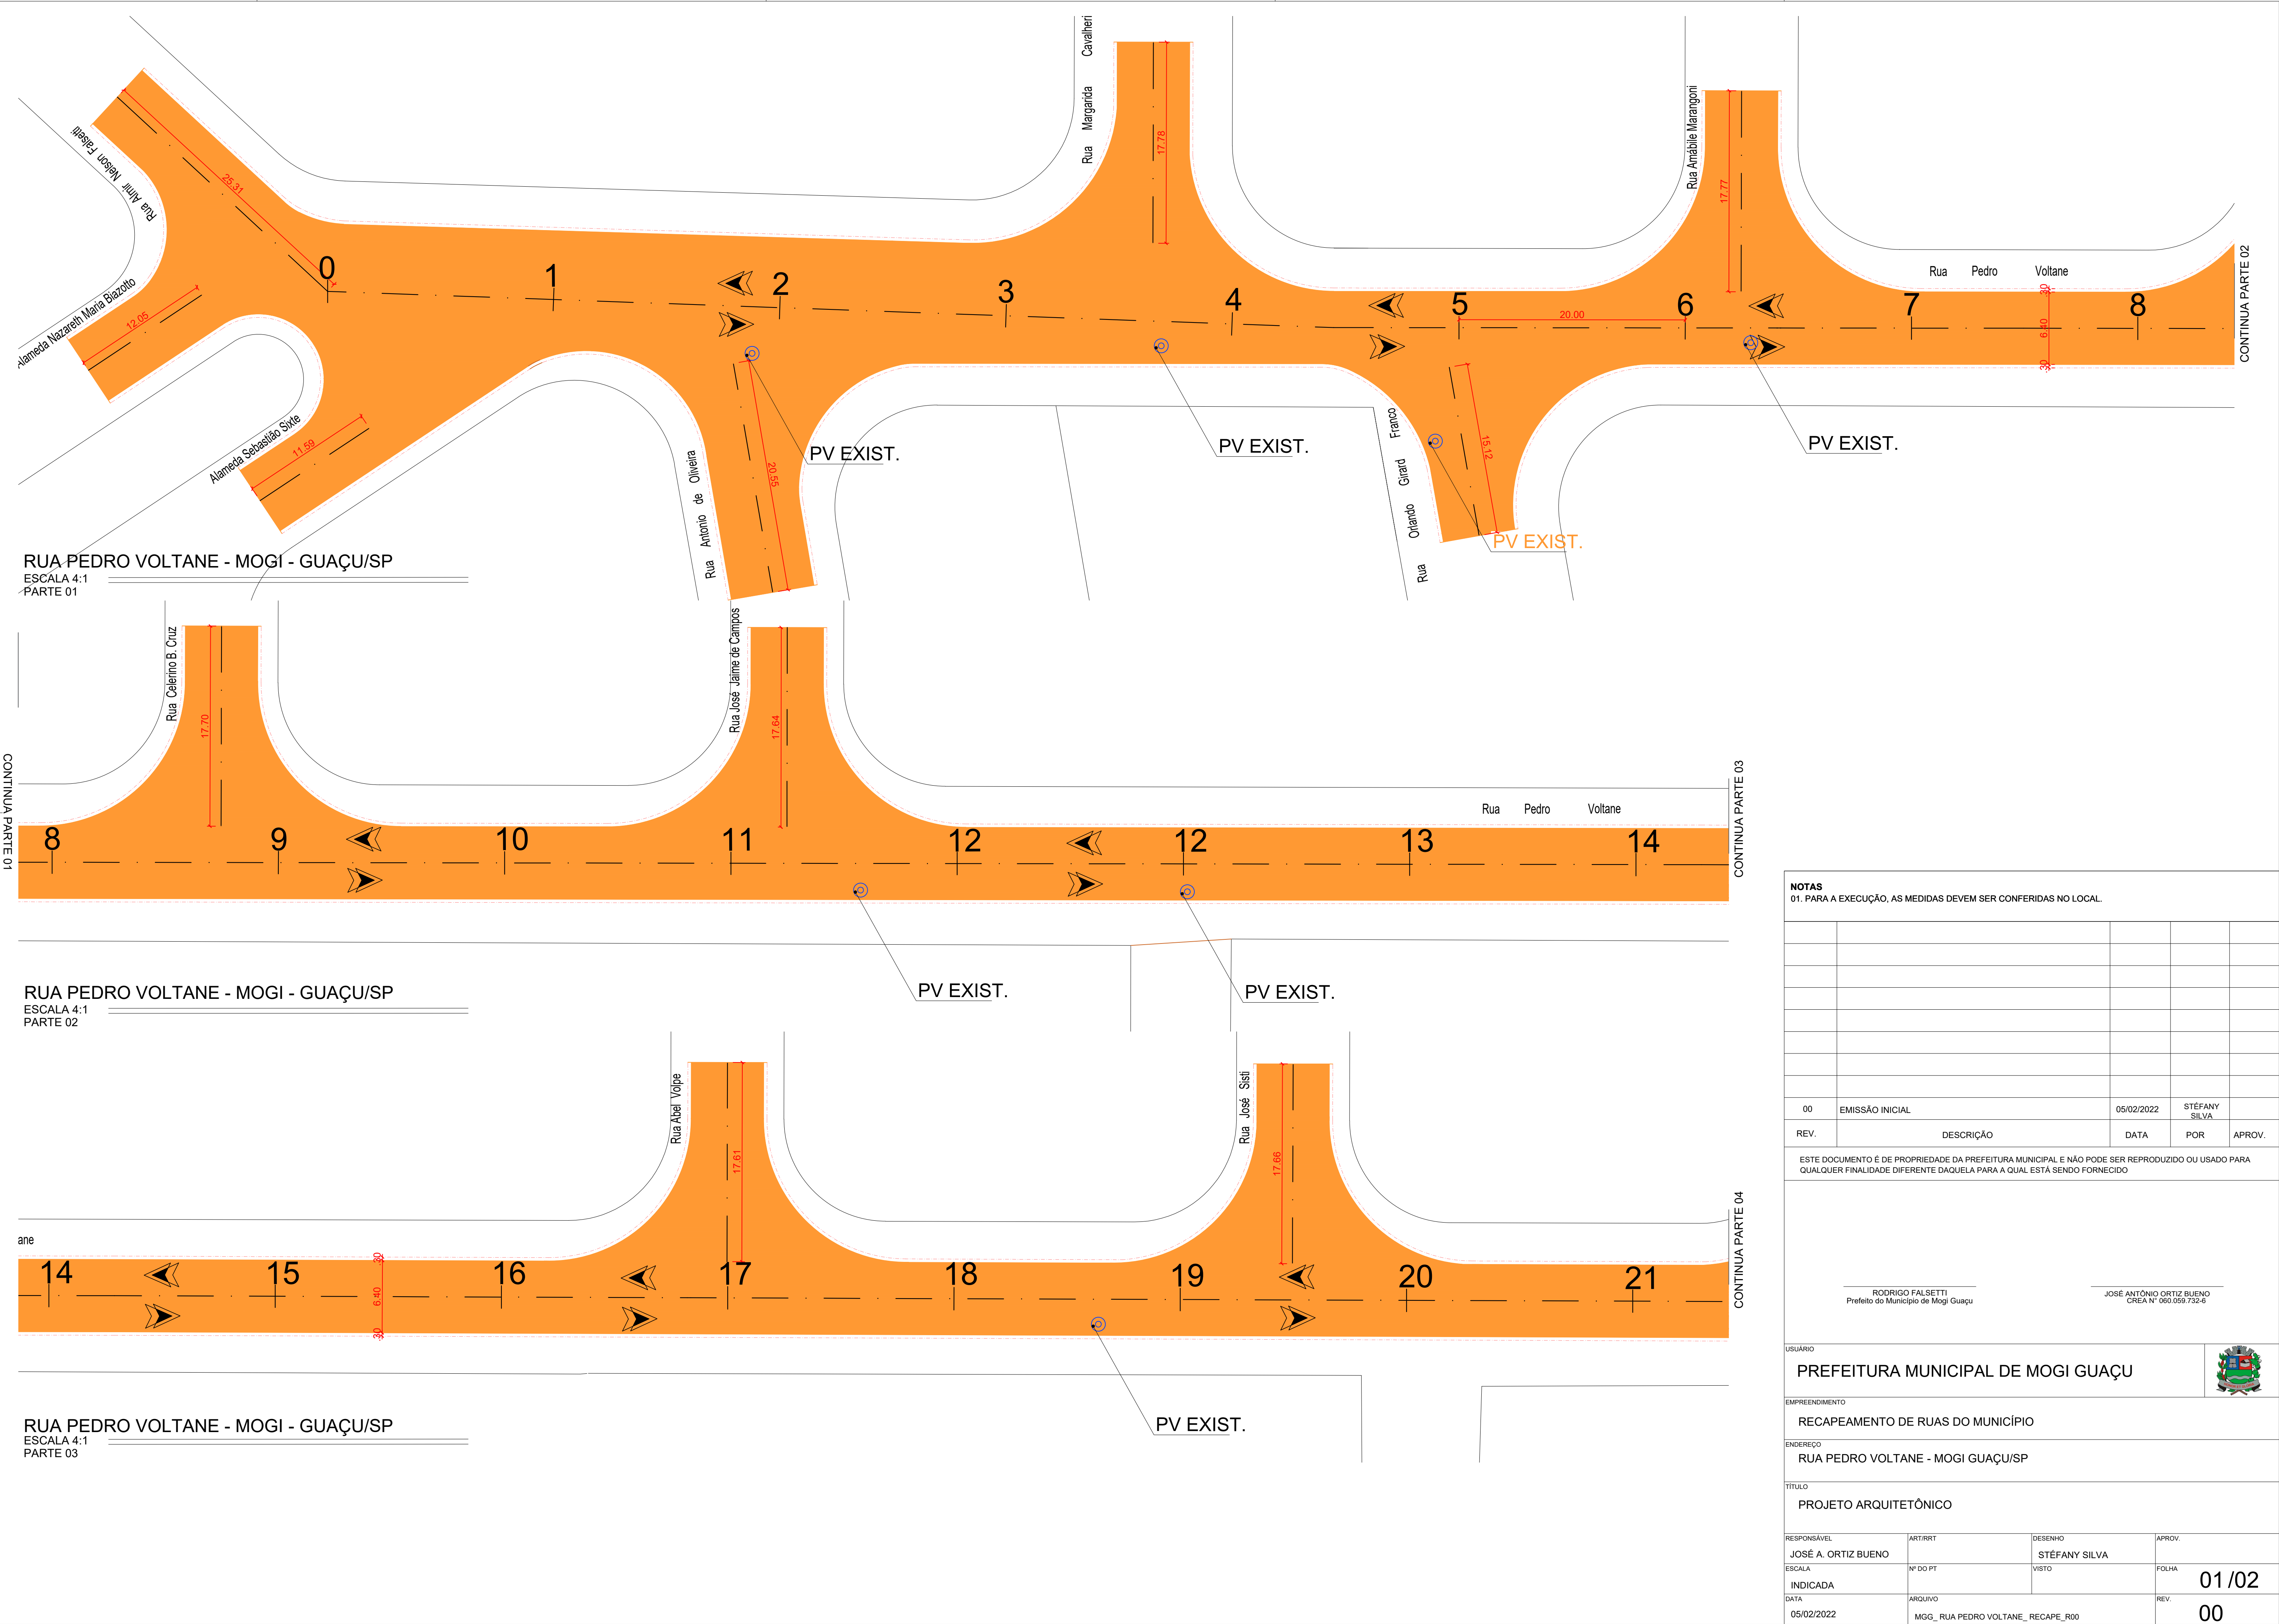 Rua Almir Nelson Falsetti
25.31
Alameda Nazareth Maria Biazotto
12.05
Alameda Sebastião Sixte
11.59
0
1
2
3
4
5
6
7
8
Rua Antonio de Oliveira
20.55
PV EXIST.
Rua Margarida Cavalheri
17.78
PV EXIST.
Rua Orlando Girard Franco
15.12
PV EXIST.
20.00
Rua Amábile Marangoni
17.77
PV EXIST.
Rua Pedro Voltane
.30
6.40
.30
CONTINUA PARTE 02
RUA PEDRO VOLTANE - MOGI - GUAÇU/SP
ESCALA 4:1
PARTE 01
CONTINUA PARTE 01
Rua Celerino B. Cruz
17.70
Rua José Jaime de Campos
17.64
Rua Pedro Voltane
8
9
10
11
12
12
13
14
CONTINUA PARTE 03
PV EXIST.
PV EXIST.
RUA PEDRO VOLTANE - MOGI - GUAÇU/SP
ESCALA 4:1
PARTE 02
Rua Abel Volpe
17.61
Rua José Sisti
17.66
ane
14
15
16
17
18
19
20
21
.30
6.40
.30
CONTINUA PARTE 04
PV EXIST.
RUA PEDRO VOLTANE - MOGI - GUAÇU/SP
ESCALA 4:1
PARTE 03
NOTAS
01. PARA A EXECUÇÃO, AS MEDIDAS DEVEM SER CONFERIDAS NO LOCAL.
00 EMISSÃO INICIAL 05/02/2022 STÉFANY SILVA
REV. DESCRIÇÃO DATA POR APROV.
ESTE DOCUMENTO É DE PROPRIEDADE DA PREFEITURA MUNICIPAL E NÃO PODE SER REPRODUZIDO OU USADO PARA
QUALQUER FINALIDADE DIFERENTE DAQUELA PARA A QUAL ESTÁ SENDO FORNECIDO
RODRIGO FALSETTI
Prefeito do Município de Mogi Guaçu
JOSÉ ANTÔNIO ORTIZ BUENO
CREA N° 060.059.732-6
USUÁRIO
PREFEITURA MUNICIPAL DE MOGI GUAÇU
EMPREENDIMENTO
RECAPEAMENTO DE RUAS DO MUNICÍPIO
ENDEREÇO
RUA PEDRO VOLTANE - MOGI GUAÇU/SP
TÍTULO
PROJETO ARQUITETÔNICO
RESPONSÁVEL ART/RRT DESENHO APROV.
JOSÉ A. ORTIZ BUENO STÉFANY SILVA
ESCALA Nº DO PT VISTO FOLHA
INDICADA 01/02
DATA ARQUIVO REV.
05/02/2022 MGG_ RUA PEDRO VOLTANE_ RECAPE_R00 00